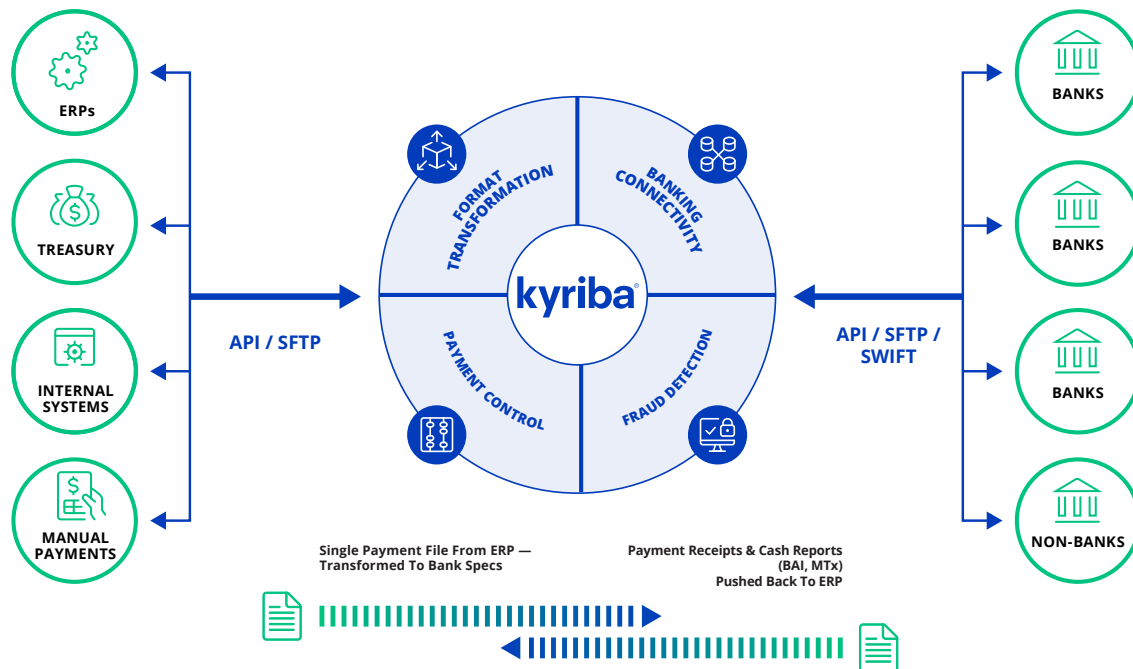 ERPs
TREASURY
INTERNAL
SYSTEMS
MANUAL
PAYMENTS
API / SFTP
FORMAT
TRANSFORMATION
BANKING
CONNECTIVITY
kyriba®
PAYMENT CONTROL
FRAUD DETECTION
API / SFTP /
SWIFT
BANKS
BANKS
BANKS
NON-BANKS
Single Payment File From ERP —
Transformed To Bank Specs
Payment Receipts & Cash Reports
(BAI, MTx)
Pushed Back To ERP